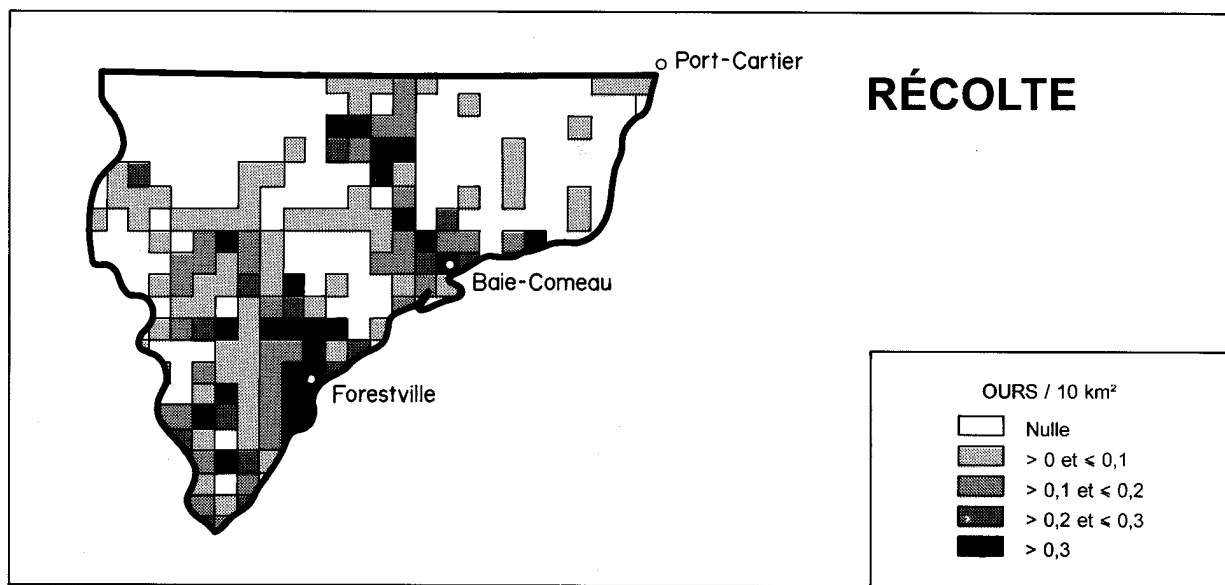 Port-Cartier
RÉCOLTE
Baie-Comeau
Forestville
OURS / 10 km²
Nulle
> 0 et ⩽ 0,1
> 0,1 et ⩽ 0,2
> 0,2 et ⩽ 0,3
> 0,3